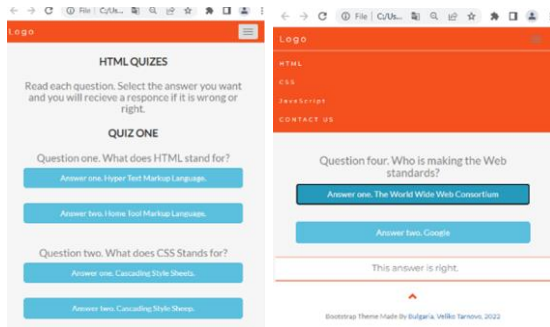 File C:/Us...
Logo
HTML QUIZES
Read each question. Select the answer you want
and you will recieve a responce if it is wrong or
right.
QUIZ ONE
Question one. What does HTML stand for?
Answer one. Hyper Text Markup Language.
Answer two. Home Tool Markup Language.
Question two. What does CSS Stands for?
Answer one. Cascading Style Sheets.
Answer two. Cascading Style Sheep.
File C:/Us...
Logo
HTML
CSS
JavaScript
CONTACT US
Question four. Who is making the Web
standards?
Answer one. The World Wide Web Consortium
Answer two. Google
This answer is right.
Bootstrap Theme Made By Bulgaria, Veliko Tarnovo, 2022